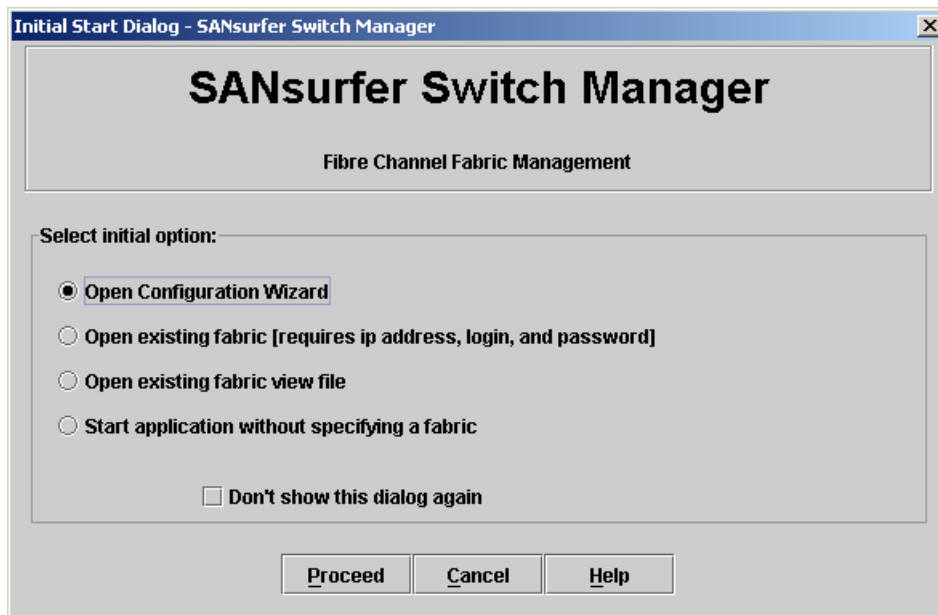 Initial Start Dialog - SANsurfer Switch Manager
SANsurfer Switch Manager
Fibre Channel Fabric Management
Select initial option:
Open Configuration Wizard
Open existing fabric [requires ip address, login, and password]
Open existing fabric view file
Start application without specifying a fabric
Don't show this dialog again
Proceed Cancel Help